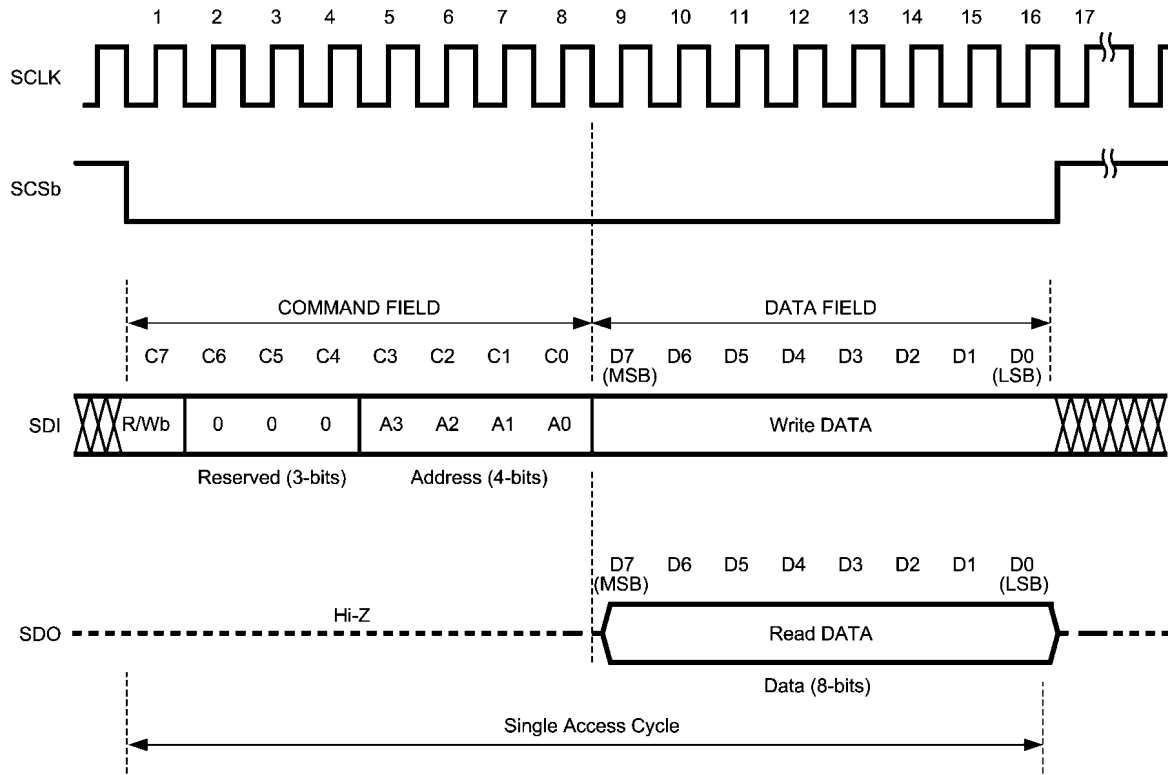 1 2 3 4 5 6 7 8 9 10 11 12 13 14 15 16 17
SCLK
SCSb
COMMAND FIELD DATA FIELD
C7 C6 C5 C4 C3 C2 C1 C0 D7 D6 D5 D4 D3 D2 D1 D0
(MSB) (LSB)
SDI R/Wb 0 0 0 A3 A2 A1 A0 Write DATA
Reserved (3-bits) Address (4-bits)
D7 D6 D5 D4 D3 D2 D1 D0
(MSB) (LSB)
Hi-Z
SDO Read DATA
Data (8-bits)
Single Access Cycle